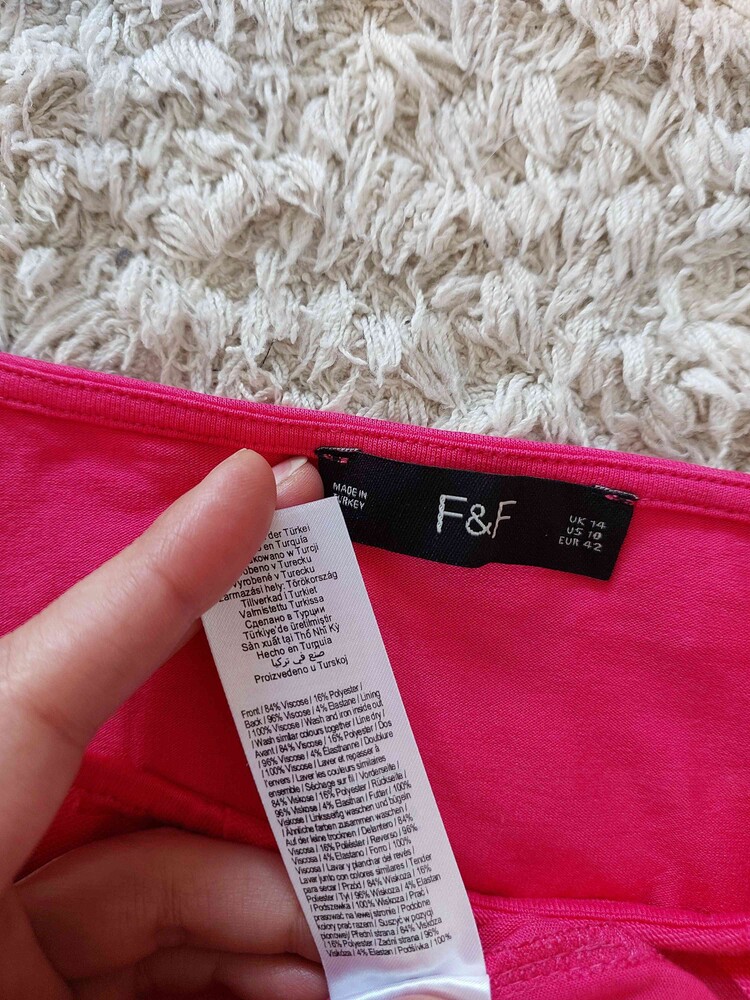 MADE IN
TURKEY
F&F
UK 14
US 10
EUR 42
der Türkei
en Turquía
w Turcji
v Turecku
Vyrobené v Turecku
hely: Törökország
Tillverkad i Turkiet
Valmistettu Turkissa
Сделано в Турции
Türkiye'de üretilmiştir
Sản xuất tại Thổ Nhĩ Kỳ
Hecho en Turquía
صنع في تركيا
Proizvedeno u Turskoj
Front / 84% Viscose / 16% Polyester /
Back / 96% Viscose / 4% Elastane / Lining
/ 100% Viscose / Wash and iron inside out
/ Wash similar colours together / Line dry /
Avant / 84% Viscose / 16% Polyester / Dos
/ 96% Viscose / 4% Élasthanne / Doublure
/ 100% Viscose / Laver et repasser à
l'envers / Laver les couleurs similaires
ensemble / Séchage sur fil / Vorderseite /
84% Viskose / 16% Polyester / Rückseite /
96% Viskose / 4% Elasthan / Futter / 100%
Viskose / Linksseitig waschen und bügeln
/ Ähnliche farben zusammen waschen /
Auf der leine trocknen / Delantero / 84%
Viscosa / 16% Poliéster / Reverso / 96%
Viscosa / 4% Elastano / Forro / 100%
Viscosa / Lavar y planchar del revés /
Lavar junto con colores similares / Tender
para secar / Przód / 84% Wiskoza / 16%
Poliester / Tył / 96% Wiskoza / 4% Elastan
/ Podszewka / 100% Wiskoza / Prać i
prasować na lewej stronie / Podobne
kolory prać razem / Suszyć w pozycji
pionowej / Přední strana / 84% Viskóza
/ 16% Polyester / Zadní strana / 96%
Viskóza / 4% Elastan / Podšívka / 100%